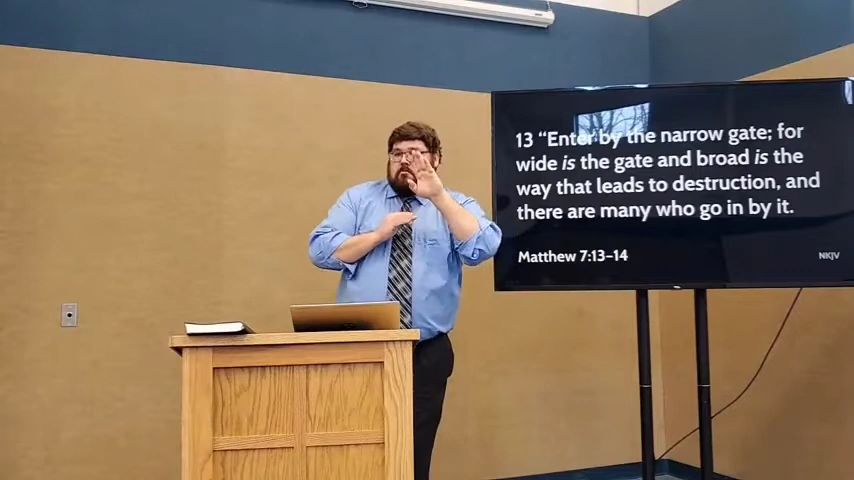 13 "Enter by the narrow gate; for
wide is the gate and broad is the
way that leads to destruction, and
there are many who go in by it.
Matthew 7:13-14
NKJV